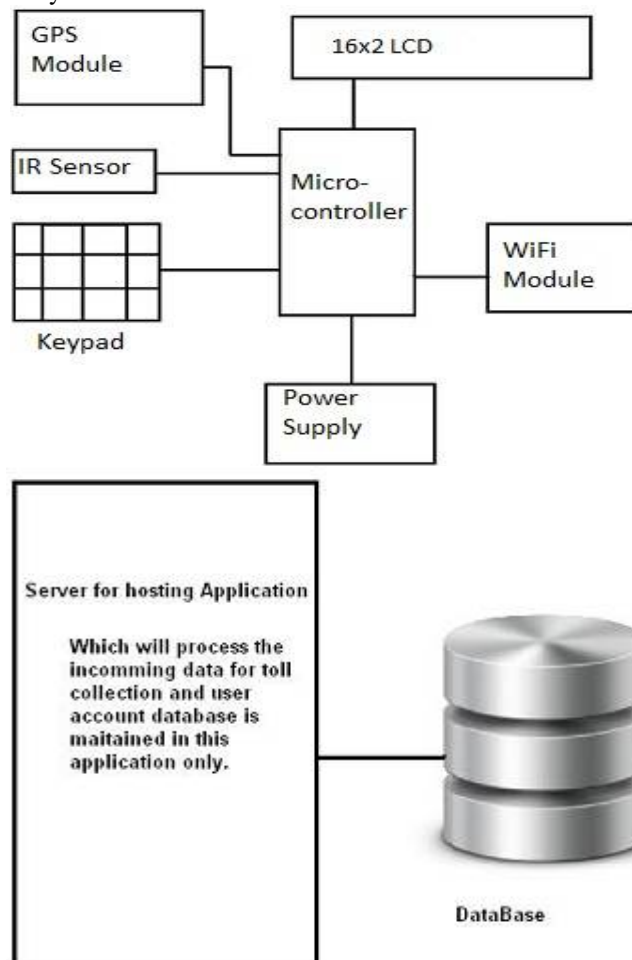 GPS
Module
16x2 LCD
IR Sensor
Micro-
controller
WiFi
Module
Keypad
Power
Supply
Server for hosting Application
Which will process the
incomming data for toll
collection and user
account database is
maitained in this
application only.
DataBase